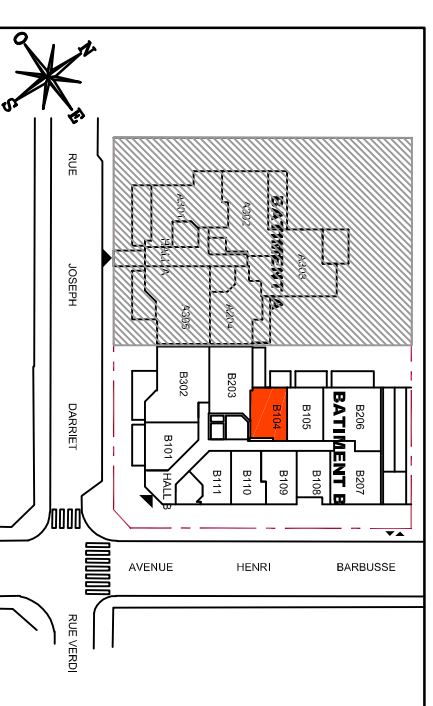 O
N
S
E
RUE JOSEPH DARRIET
RUE VERDI
AVENUE HENRI BARBUSSE
BATIMENT A
A301
A302
A303
HALL A
A305
A204
BATIMENT B
B302
B203
B104
B105
B206
B101
HALL B
B111
B110
B109
B108
B207